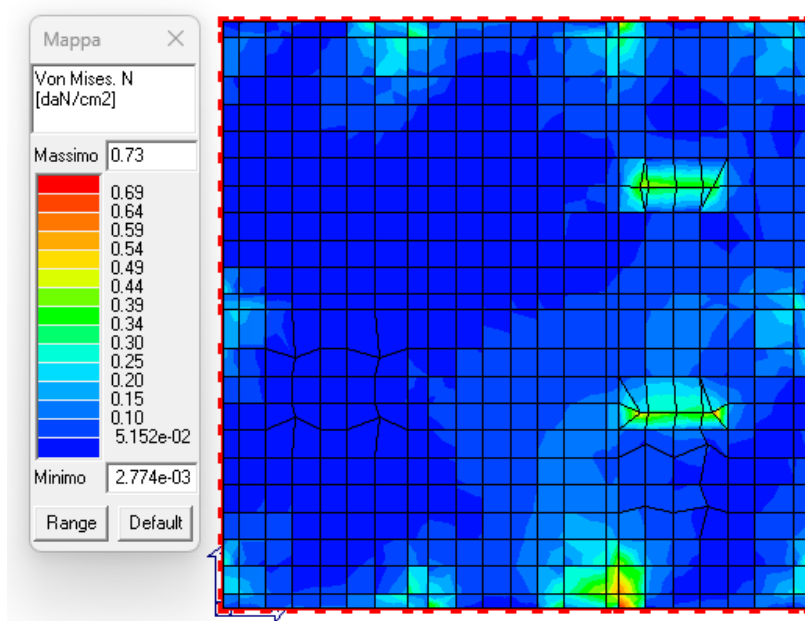 Mappa
Von Mises. N
[daN/cm2]
Massimo 0.73
0.69
0.64
0.59
0.54
0.49
0.44
0.39
0.34
0.30
0.25
0.20
0.15
0.10
5.152e-02
Minimo 2.774e-03
Range Default